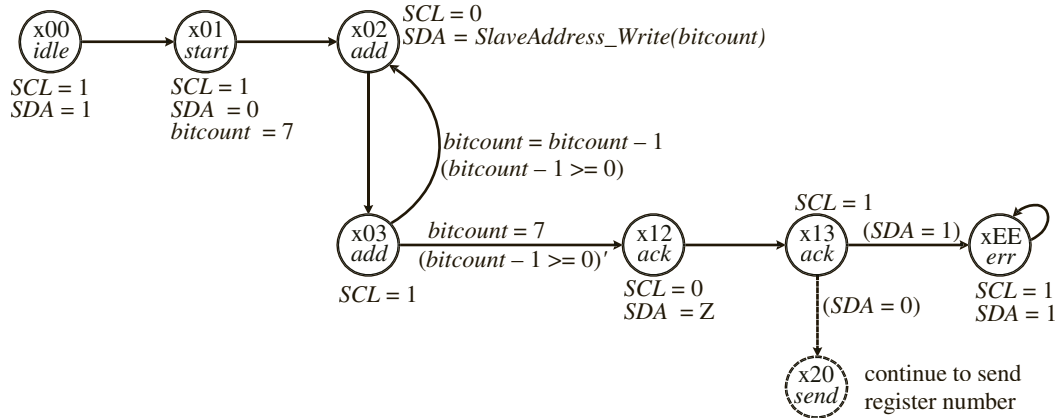 x00
idle
SCL = 1
SDA = 1
x01
start
SCL = 1
SDA = 0
bitcount = 7
x02
add
SCL = 0
SDA = SlaveAddress_Write(bitcount)
bitcount = bitcount – 1
(bitcount – 1 >= 0)
x03
add
SCL = 1
bitcount = 7
(bitcount – 1 >= 0)′
x12
ack
SCL = 0
SDA = Z
SCL = 1
x13
ack
(SDA = 1)
xEE
err
SCL = 1
SDA = 1
(SDA = 0)
x20
send
continue to send
register number